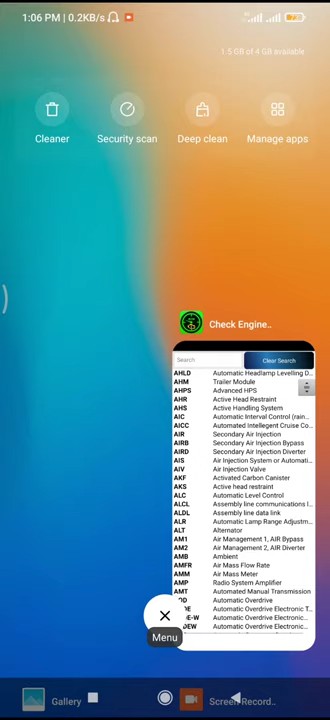 1:06 PM | 0.2KB/s
1.5 GB of 4 GB available
Cleaner
Security scan
Deep clean
Manage apps
Check Engine..
Search
Clear Search
AHLD Automatic Headlamp Levelling D...
AHM Trailer Module
AHPS Advanced HPS
AHR Active Head Restraint
AHS Active Handling System
AIC Automatic Interval Control (rain...
AICC Automated Intellegent Cruise Co...
AIR Secondary Air Injection
AIRB Secondary Air Injection Bypass
AIRD Secondary Air Injection Diverter
AIS Air Injection System or Automati...
AIV Air Injection Valve
AKF Activated Carbon Canister
AKS Active head restraint
ALC Automatic Level Control
ALCL Assembly line communications l...
ALDL Assembly line data link
ALR Automatic Lamp Range Adjustm...
ALT Alternator
AM1 Air Management 1, AIR Bypass
AM2 Air Management 2, AIR Diverter
AMB Ambient
AMFR Air Mass Flow Rate
AMM Air Mass Meter
AMP Radio System Amplifier
AMT Automated Manual Transmission
OD Automatic Overdrive
DE Automatic Overdrive Electronic T...
DE-W Automatic Overdrive Electronic...
DEW Automatic Overdrive Electronic...
Menu
Gallery
Screen Record..